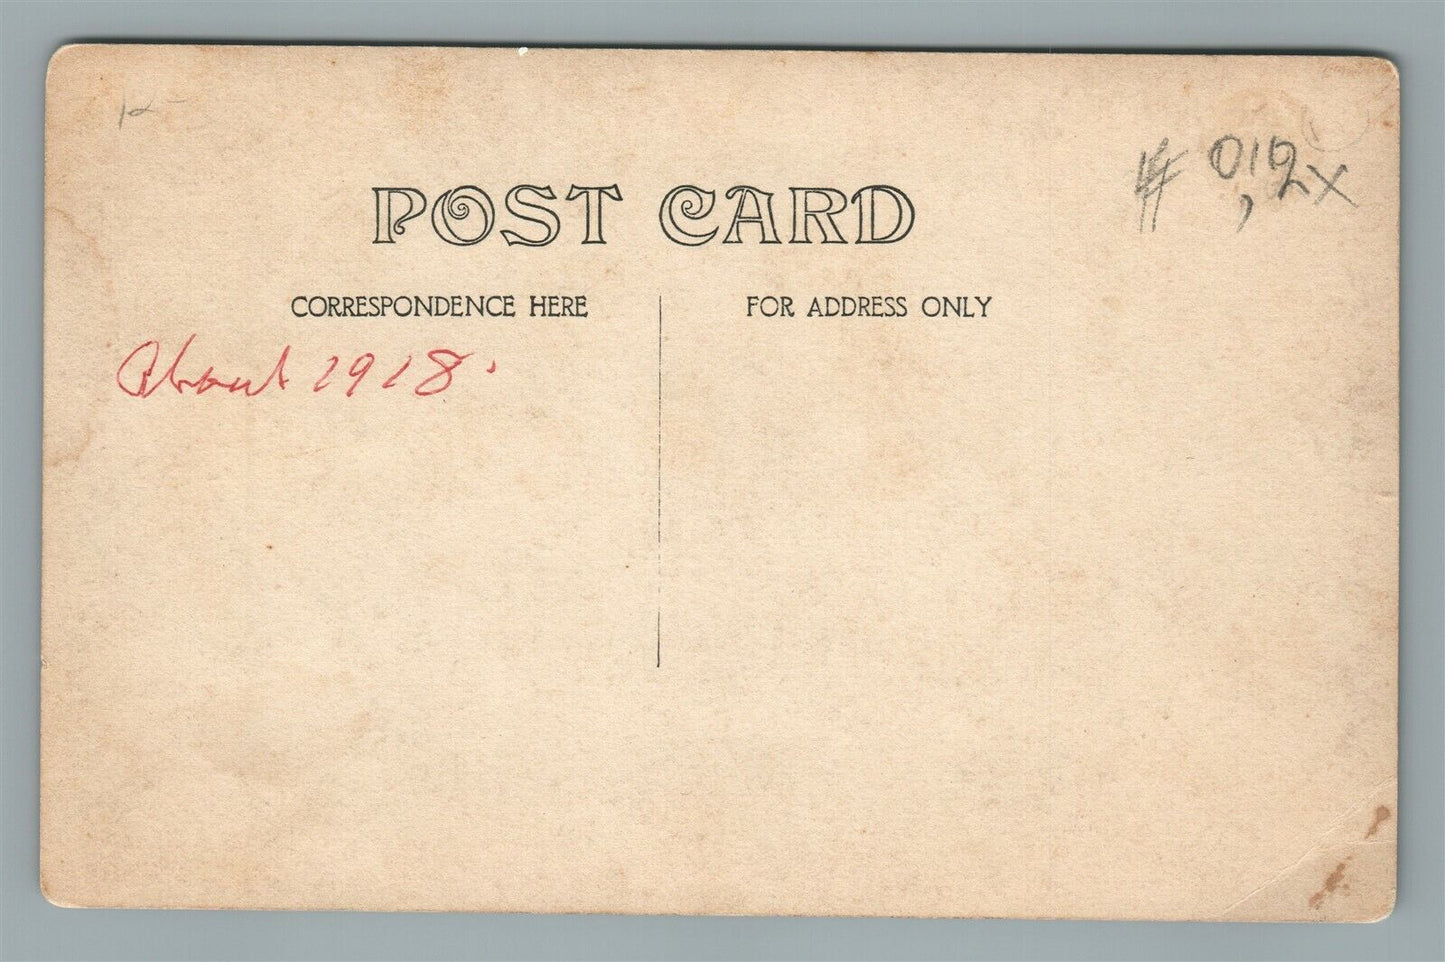 POST CARD
CORRESPONDENCE HERE
FOR ADDRESS ONLY
About 1918.